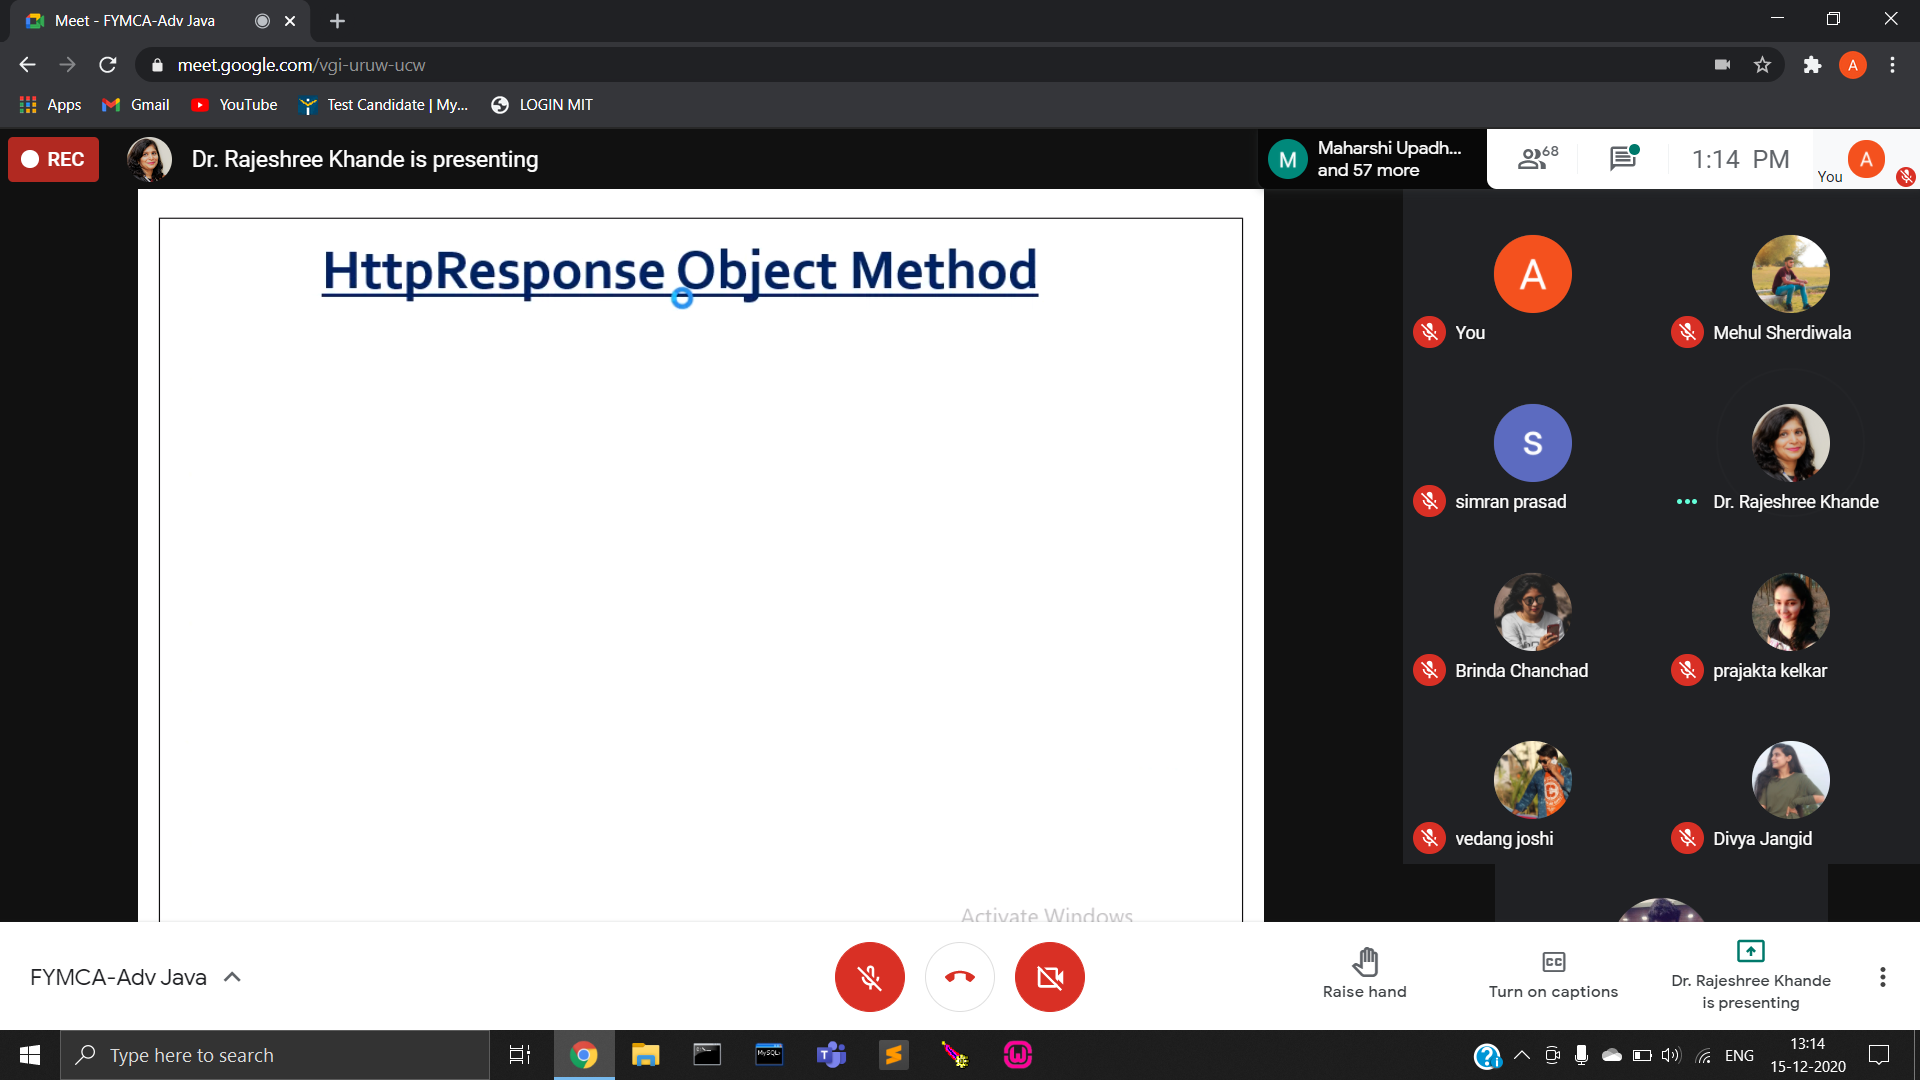 Meet - FYMCA-Adv Java
meet.google.com/vgi-uruw-ucw
A
Apps
Gmail
YouTube
Test Candidate | My...
LOGIN MIT
REC
Dr. Rajeshree Khande is presenting
M
Maharshi Upadh...
and 57 more
68
1:14 PM
You
A
HttpResponse Object Method
A
You
Mehul Sherdiwala
S
simran prasad
Dr. Rajeshree Khande
Brinda Chanchad
prajakta kelkar
vedang joshi
Divya Jangid
Activate Windows
FYMCA-Adv Java
Raise hand
CC
Turn on captions
Dr. Rajeshree Khande
is presenting
Type here to search
MySQL
T
ENG
13:14
15-12-2020